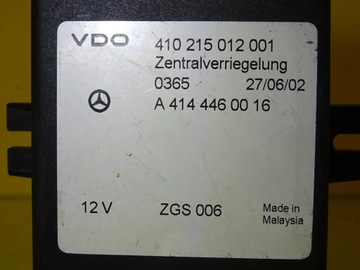 VDO 410 215 012 001
Zentralverriegelung
0365 27/06/02
A 414 446 00 16
12 V ZGS 006 Made in
Malaysia